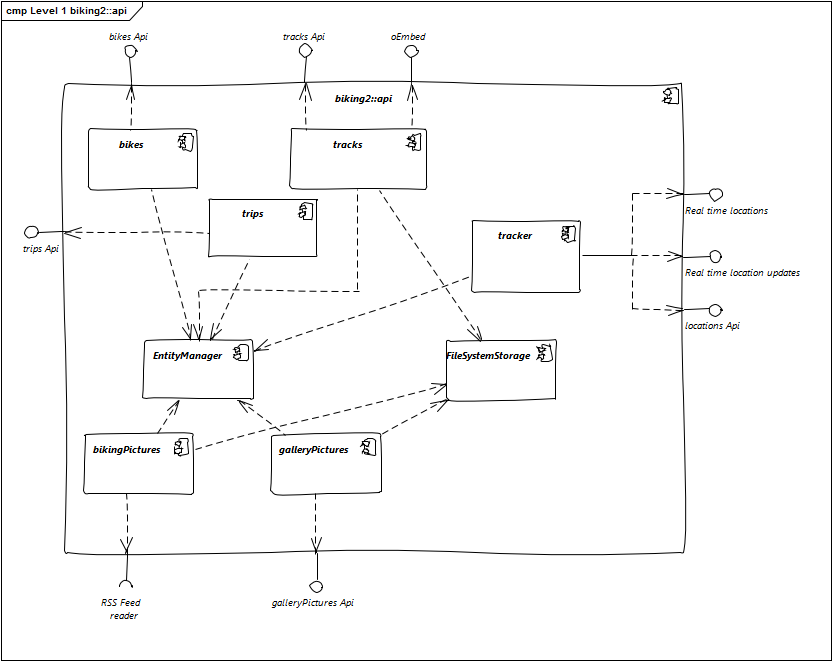 cmp Level 1 biking2::api
bikes Api
tracks Api
oEmbed
biking2::api
bikes
tracks
trips
tracker
Real time locations
trips Api
Real time location updates
locations Api
EntityManager
FileSystemStorage
bikingPictures
galleryPictures
RSS Feed
reader
galleryPictures Api